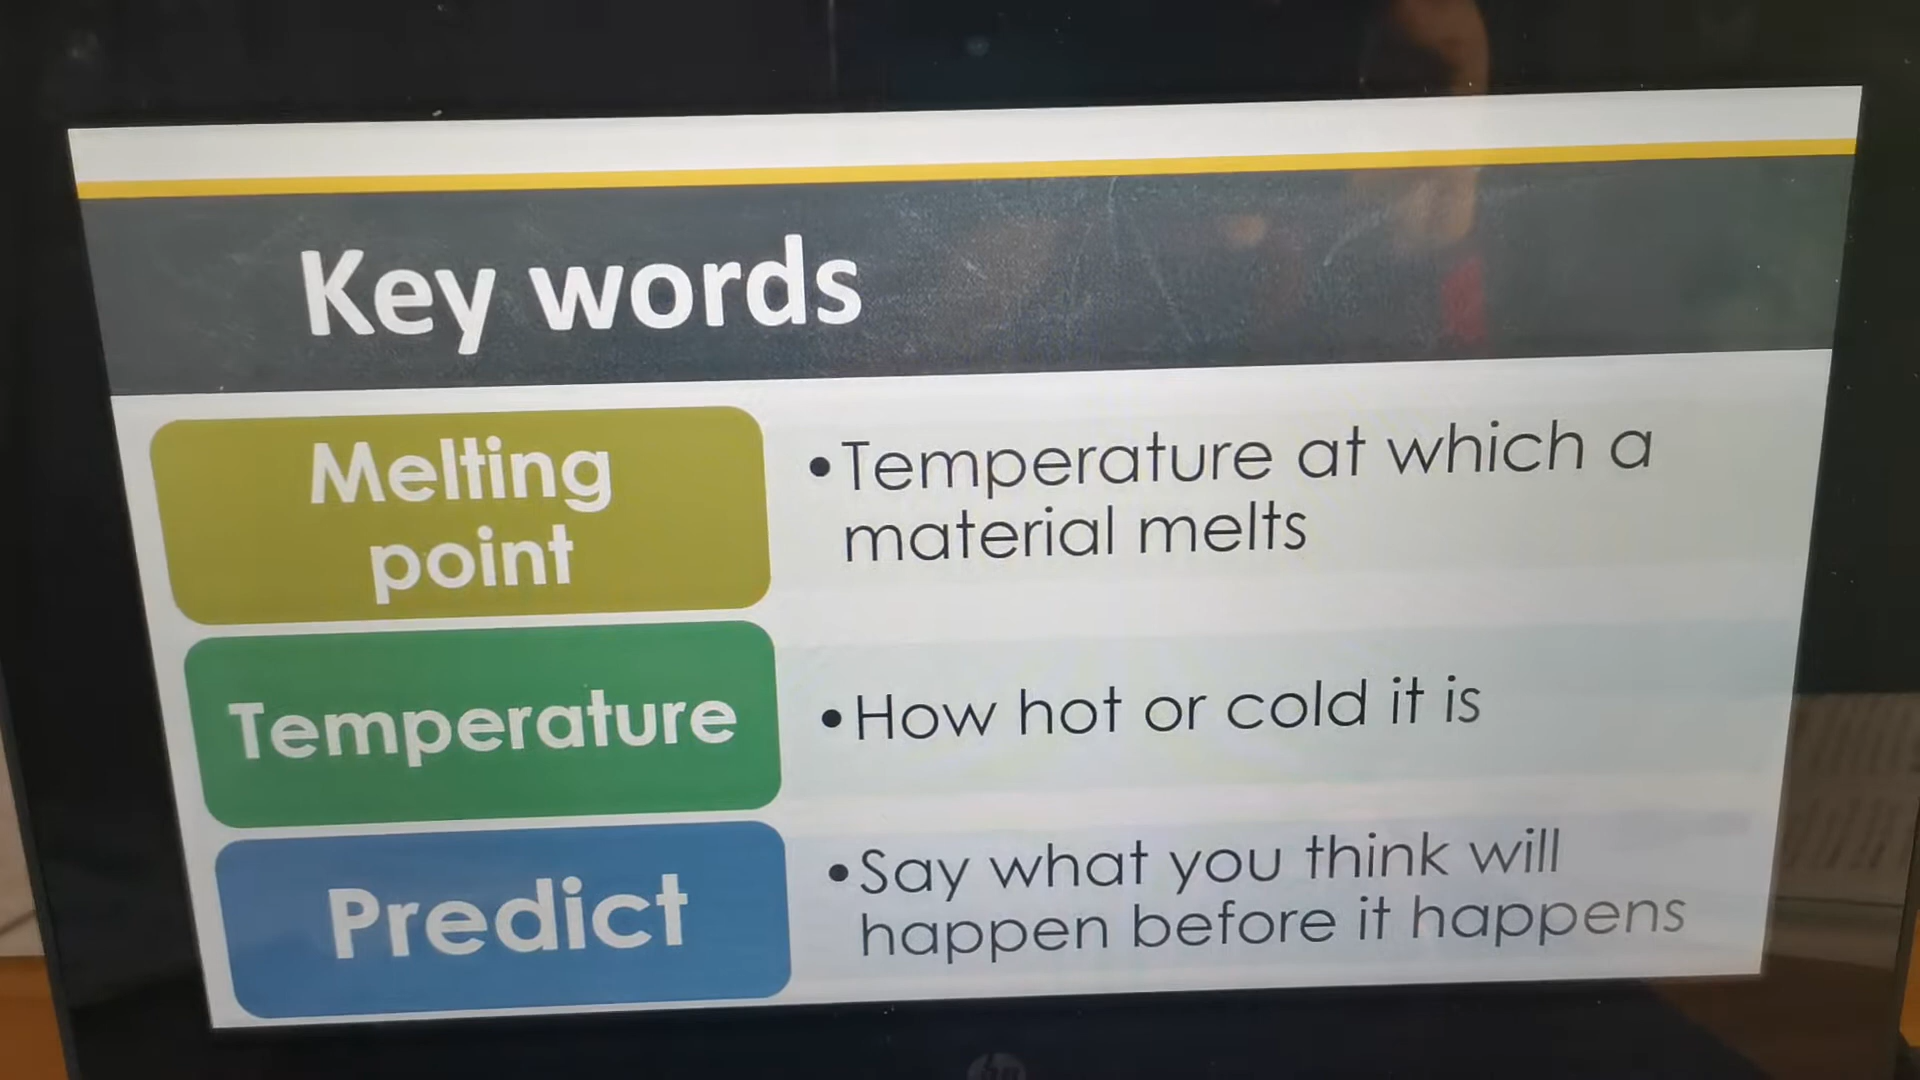 Key words
Melting
point
•Temperature at which a
material melts
Temperature
•How hot or cold it is
Predict
•Say what you think will
happen before it happens
hp